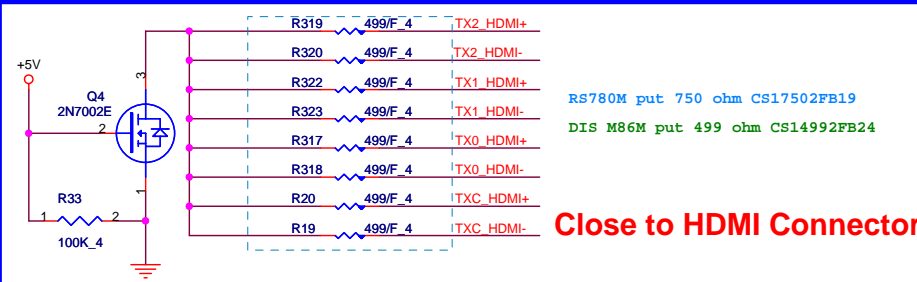 R319 499/F_4 TX2_HDMI+
R320 499/F_4 TX2_HDMI-
+5V
3
R322 499/F_4 TX1_HDMI+
Q4
2N7002E
RS780M put 750 ohm CS17502FB19
R323 499/F_4 TX1_HDMI-
2
DIS M86M put 499 ohm CS14992FB24
R317 499/F_4 TX0_HDMI+
R318 499/F_4 TX0_HDMI-
1
R33
R20 499/F_4 TXC_HDMI+
1 2
R19 499/F_4 TXC_HDMI-
Close to HDMI Connector
100K_4